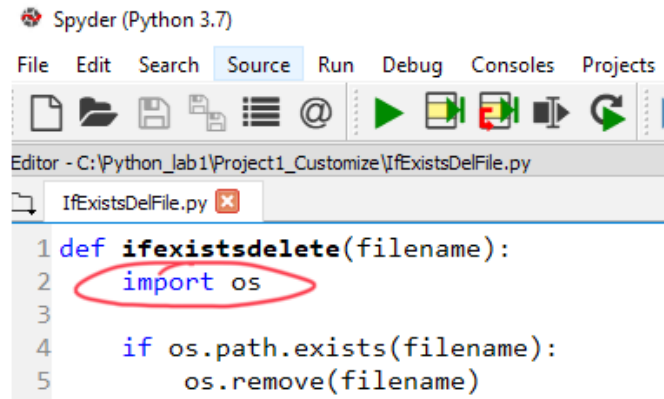 Spyder (Python 3.7)
File Edit Search Source Run Debug Consoles Projects
Editor - C:\Python_lab1\Project1_Customize\IfExistsDelFile.py
IfExistsDelFile.py
1 def ifexistsdelete(filename):
2     import os
3
4     if os.path.exists(filename):
5         os.remove(filename)